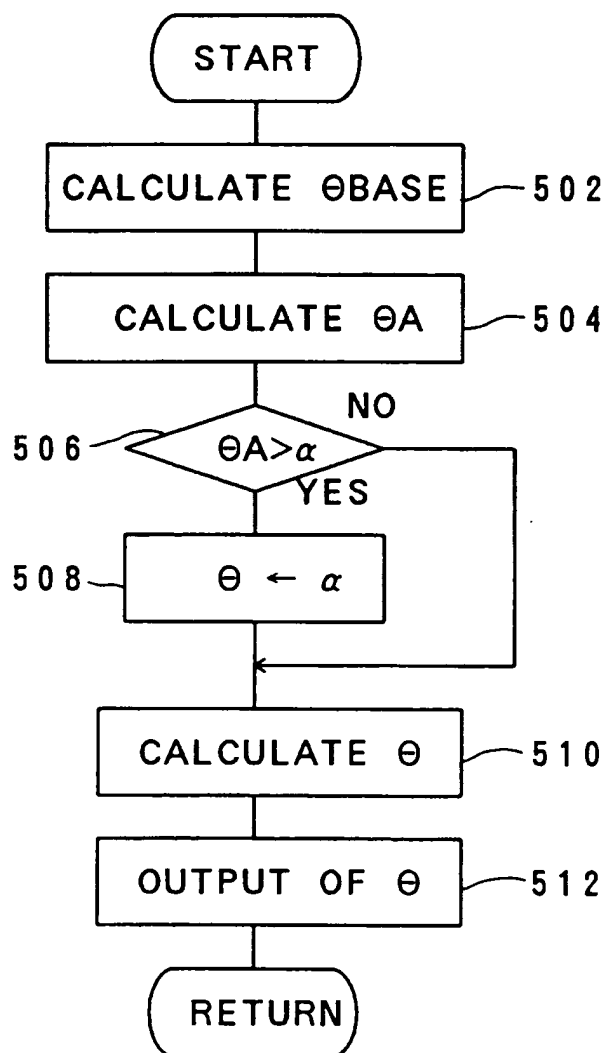 START
CALCULATE ΘBASE
502
CALCULATE ΘA
504
NO
506
ΘA>α
YES
508
Θ ← α
CALCULATE Θ
510
OUTPUT OF Θ
512
RETURN